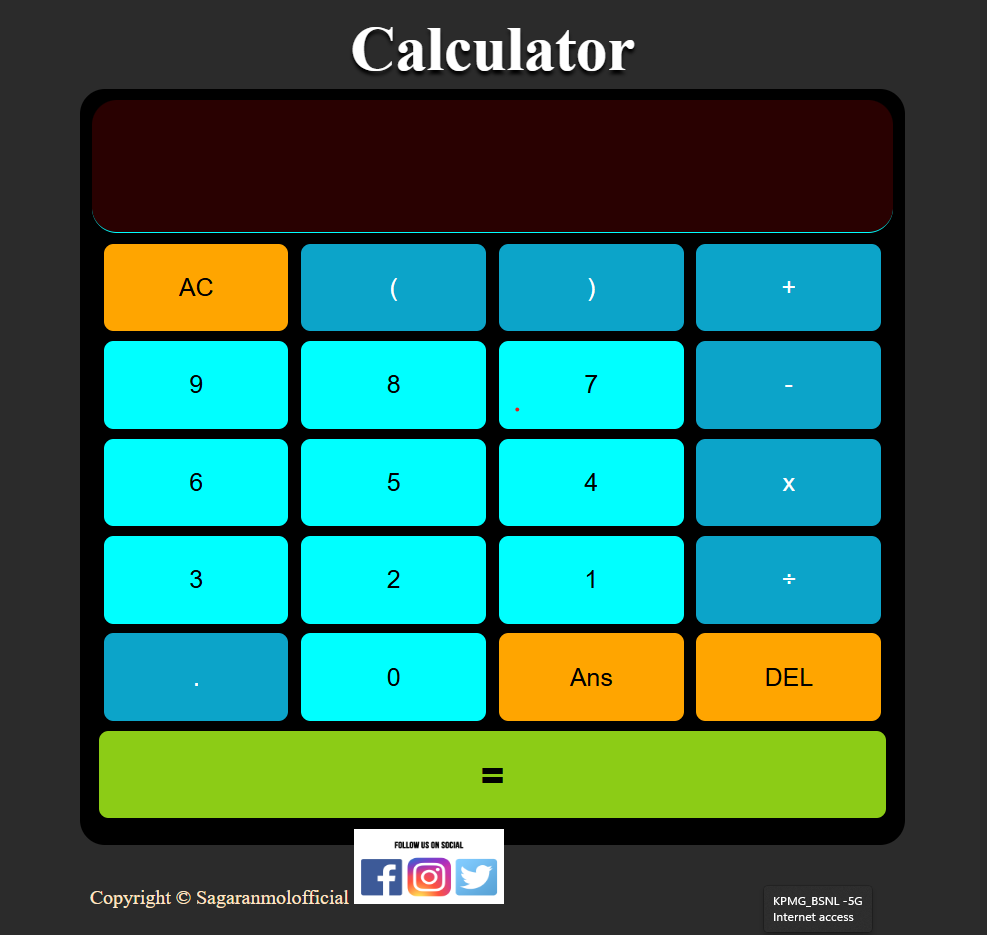 Calculator
AC ( ) +
9 8 7 -
6 5 4 x
3 2 1 ÷
. 0 Ans DEL
=
FOLLOW US ON SOCIAL
Copyright © Sagaranmolofficial
KPMG_BSNL -5G
Internet access